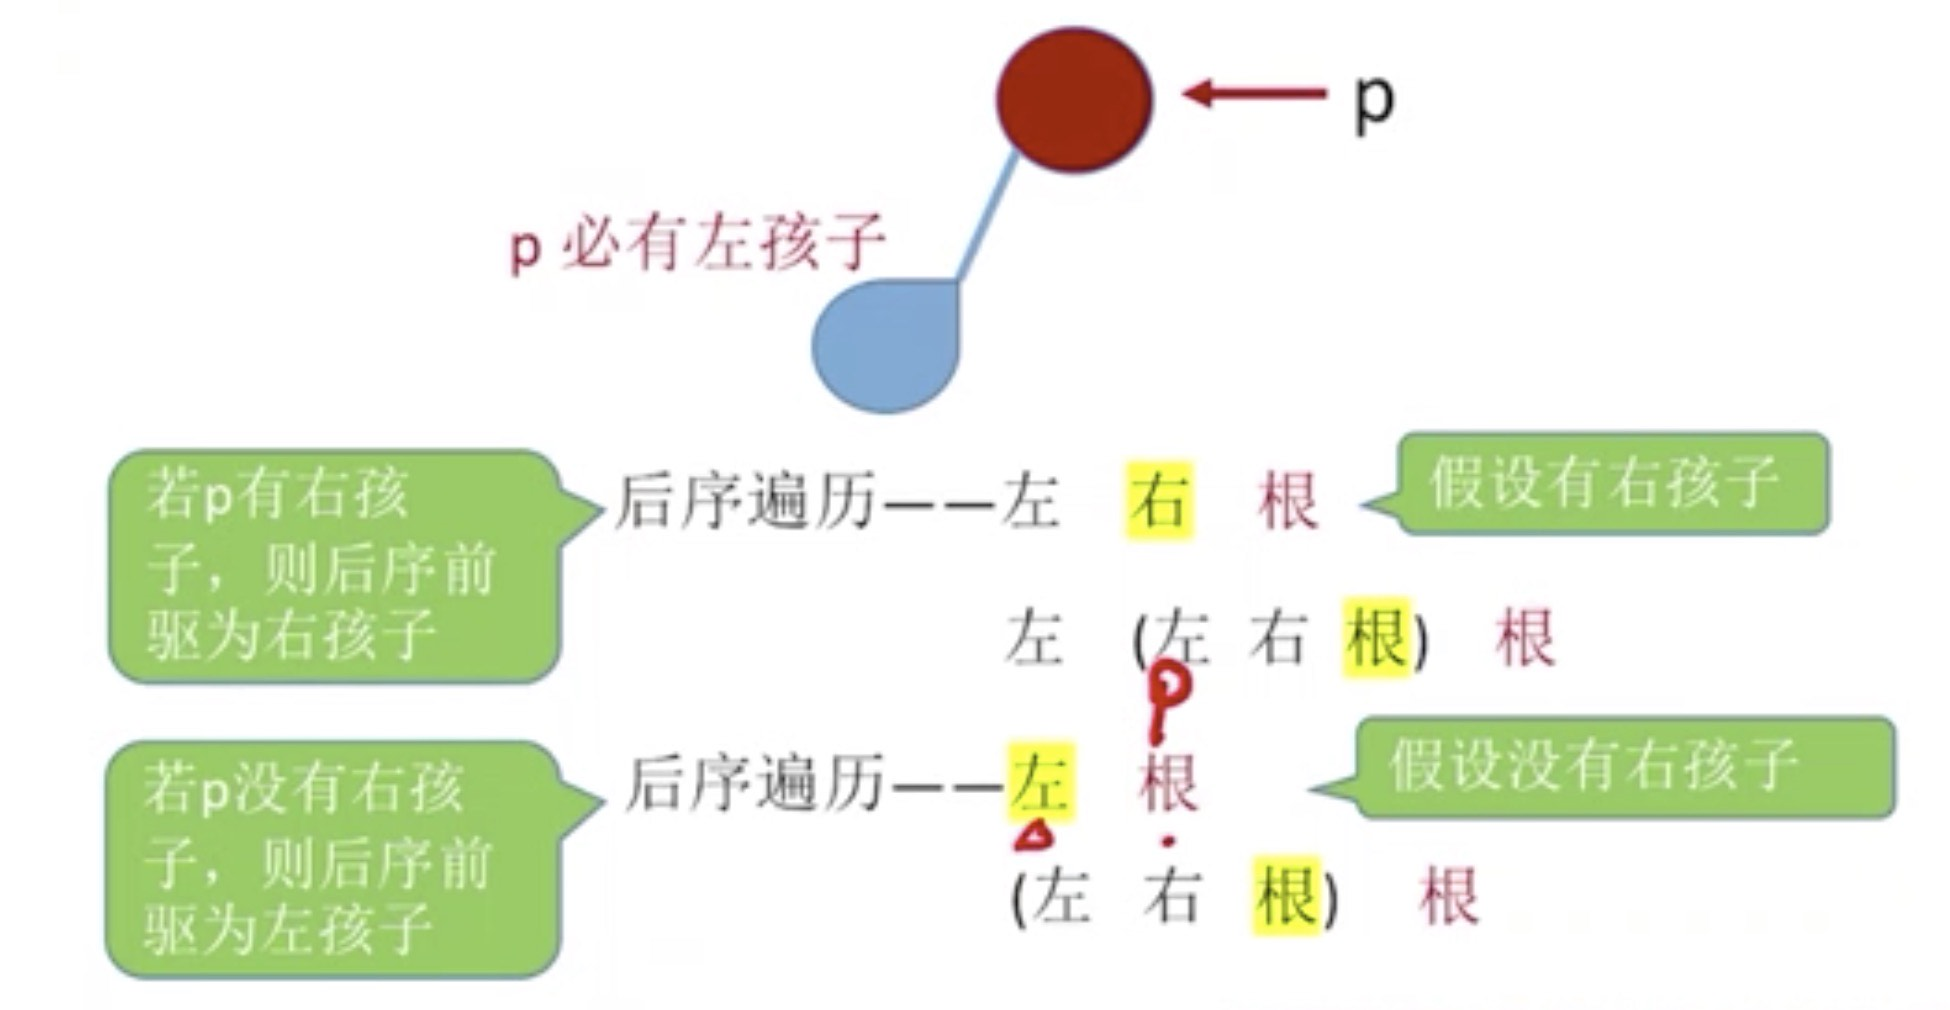 p
p 必有左孩子
若p有右孩
子，则后序前
驱为右孩子
后序遍历——左 右 根
假设有右孩子
左 (左 右 根) 根
p
若p没有右孩
子，则后序前
驱为左孩子
后序遍历——左 根
假设没有右孩子
(左 右 根) 根